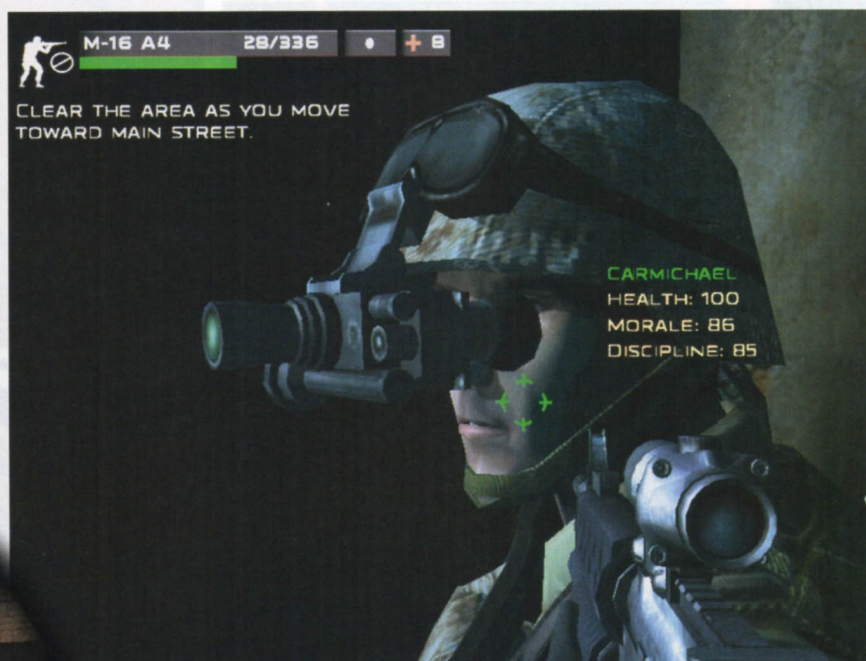 M-16 A4 28/336 8
CLEAR THE AREA AS YOU MOVE
TOWARD MAIN STREET.
CARMICHAEL
HEALTH: 100
MORALE: 86
DISCIPLINE: 85